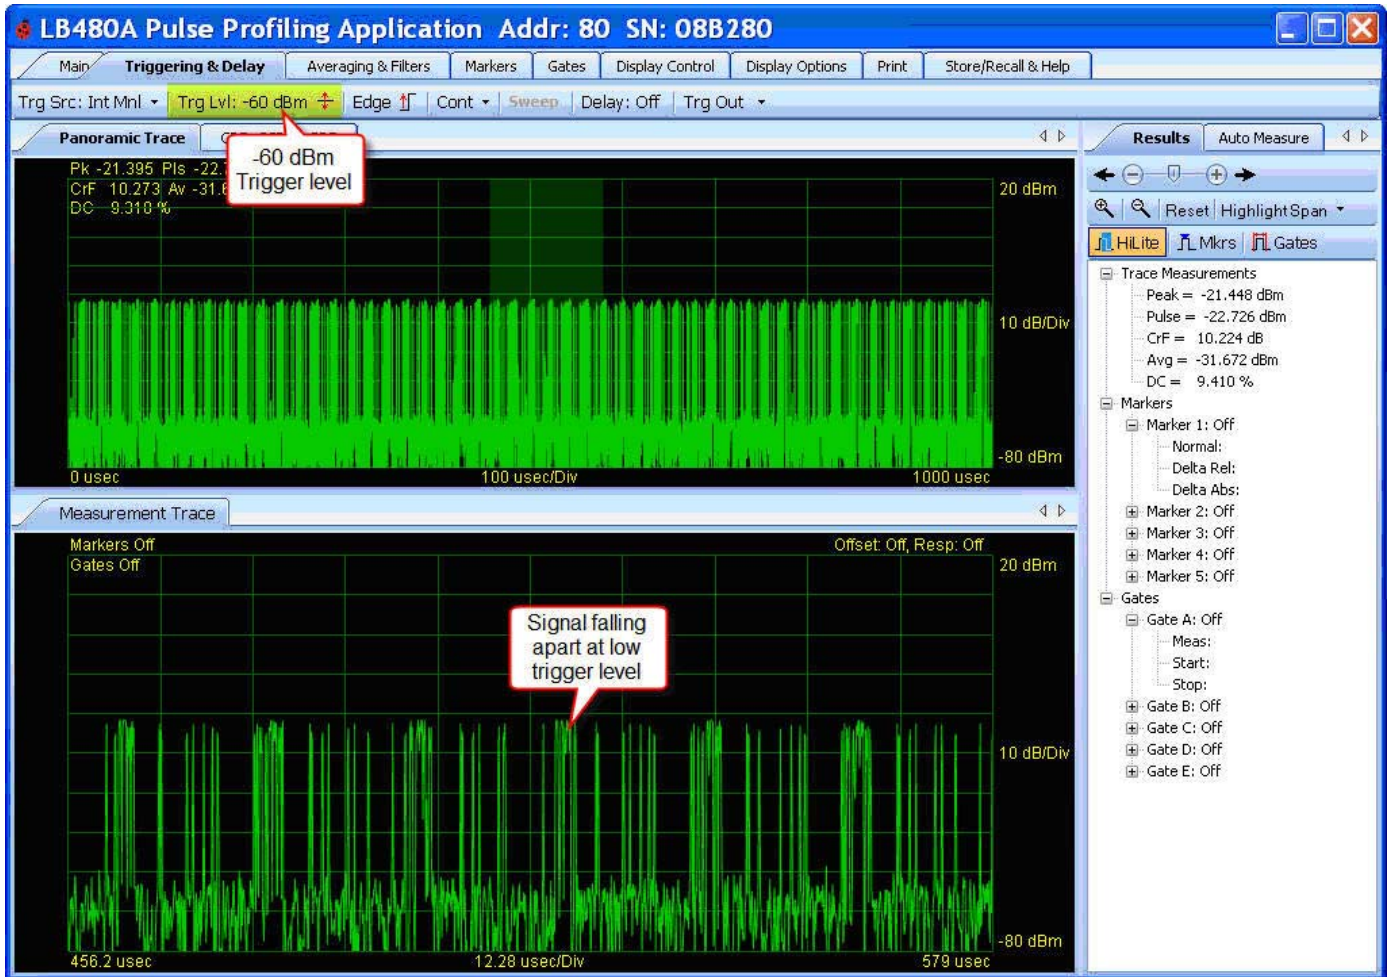 LB480A Pulse Profiling Application Addr: 80 SN: 08B280
Main Triggering & Delay Averaging & Filters Markers Gates Display Control Display Options Print Store/Recall & Help
Trg Src: Int Mnl Trg Lvl: -60 dBm Edge Cont Sweep Delay: Off Trg Out
Panoramic Trace
-60 dBm
Trigger level
Pk -21.395 Pls
CrF 10.273 Av
DC 9.318 %
20 dBm
10 dB/Div
-80 dBm
0 usec 100 usec/Div 1000 usec
Measurement Trace
Markers Off Offset: Off, Resp: Off
Gates Off
20 dBm
Signal falling
apart at low
trigger level
10 dB/Div
-80 dBm
456.2 usec 12.28 usec/Div 579 usec
Results Auto Measure
Reset HighlightSpan
HiLite Mkrs Gates
Trace Measurements
Peak = -21.448 dBm
Pulse = -22.726 dBm
CrF = 10.224 dB
Avg = -31.672 dBm
DC = 9.410 %
Markers
Marker 1: Off
Normal:
Delta Rel:
Delta Abs:
Marker 2: Off
Marker 3: Off
Marker 4: Off
Marker 5: Off
Gates
Gate A: Off
Meas:
Start:
Stop:
Gate B: Off
Gate C: Off
Gate D: Off
Gate E: Off